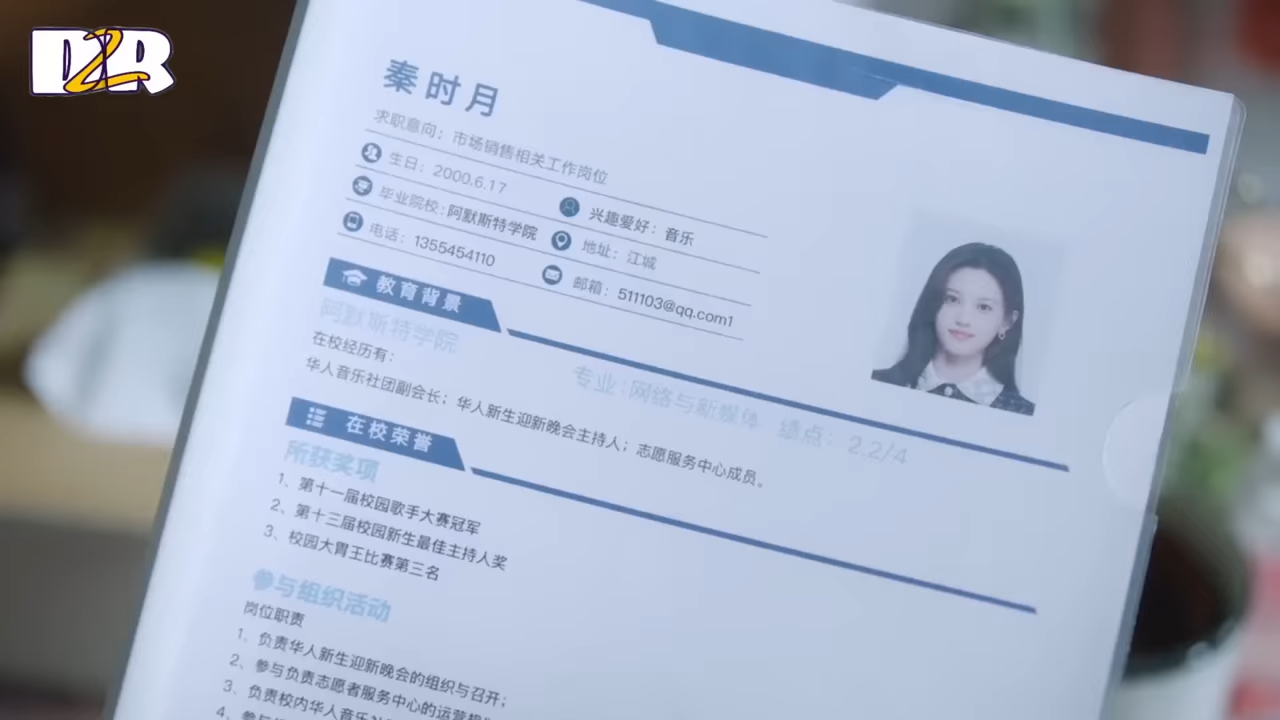 DZR
秦时月
求职意向：市场销售相关工作岗位
生日：2000.6.17
兴趣爱好：音乐
毕业院校：阿默斯特学院
地址：江城
电话：1355454110
邮箱：511103@qq.com1
教育背景
阿默斯特学院
专业：网络与新媒体 绩点：2.2/4
在校经历有：
华人音乐社团副会长；华人新生迎新晚会主持人；志愿服务中心成员。
在校荣誉
所获奖项
1、第十一届校园歌手大赛冠军
2、第十三届校园新生最佳主持人奖
3、校园大胃王比赛第三名
参与组织活动
岗位职责
1、负责华人新生迎新晚会的组织与召开；
2、参与负责志愿者服务中心的运营
3、负责校内华人音乐社
4、参与